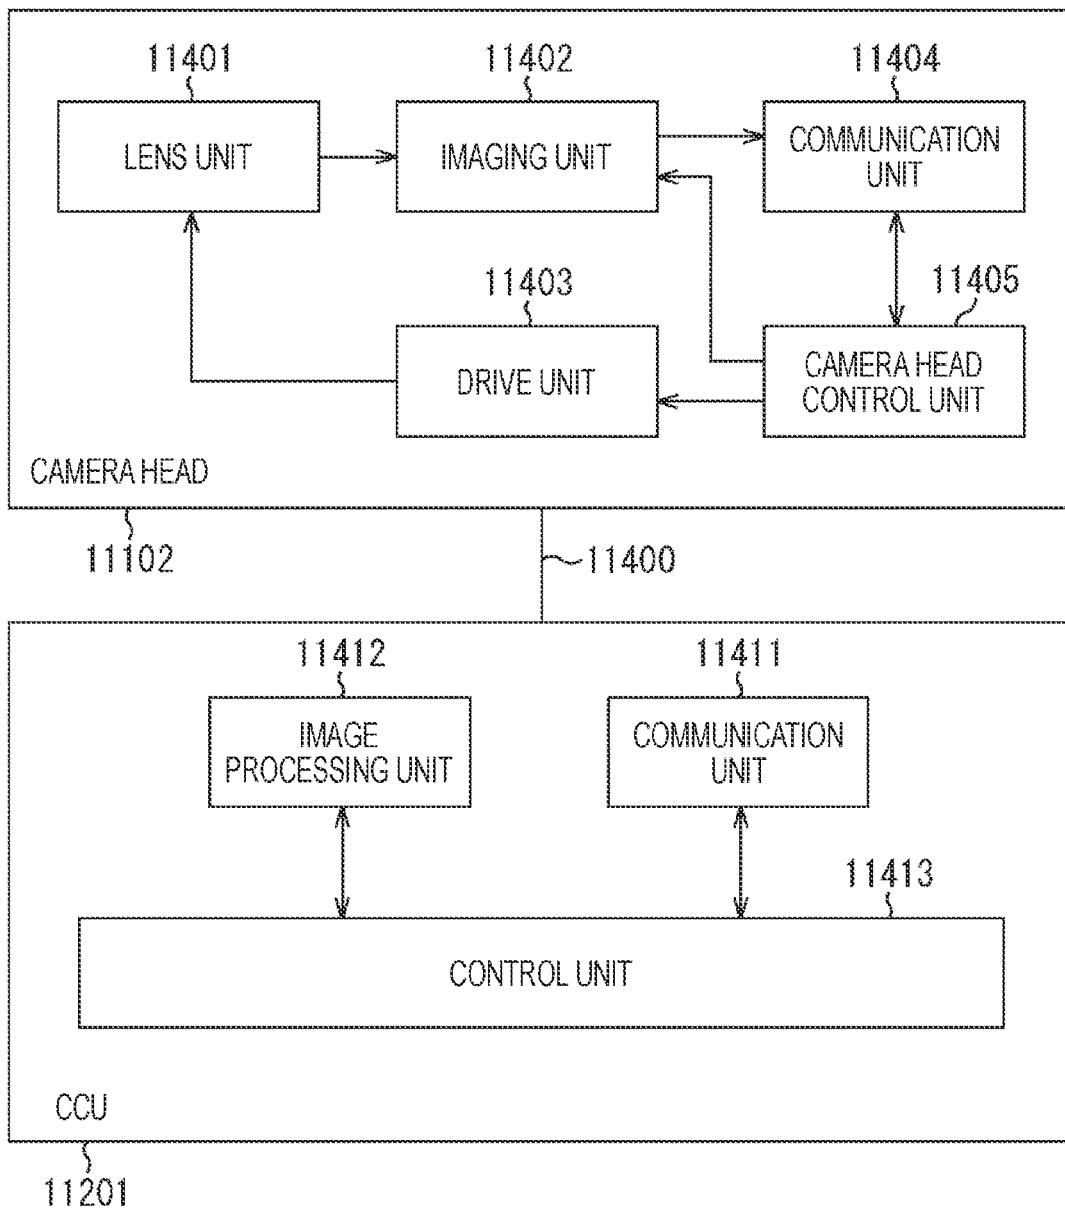 11401
11402
11404
LENS UNIT
IMAGING UNIT
COMMUNICATION
UNIT
11403
11405
DRIVE UNIT
CAMERA HEAD
CONTROL UNIT
CAMERA HEAD
11102
11400
11412
11411
IMAGE
PROCESSING UNIT
COMMUNICATION
UNIT
11413
CONTROL UNIT
CCU
11201